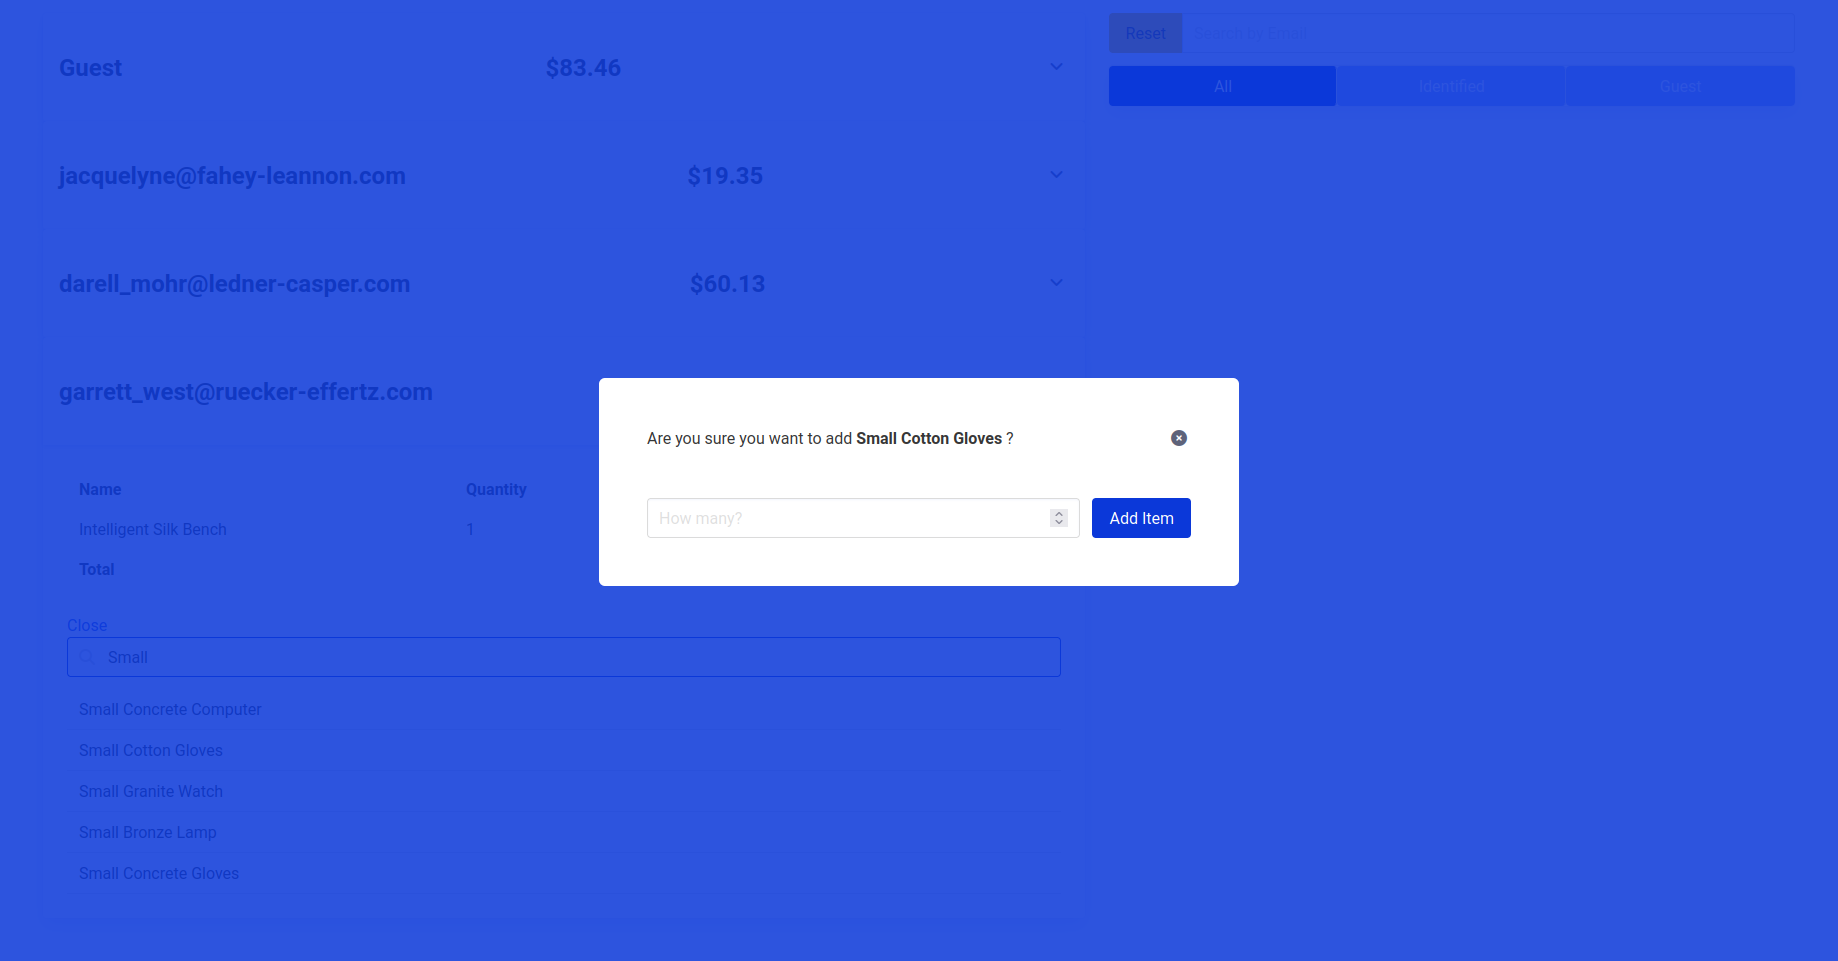 Guest $83.46
jacquelyne@fahey-leannon.com $19.35
darell_mohr@ledner-casper.com $60.13
garrett_west@ruecker-effertz.com
Name Quantity
Intelligent Silk Bench 1
Total
Close
Small
Small Concrete Computer
Small Cotton Gloves
Small Granite Watch
Small Bronze Lamp
Small Concrete Gloves
Reset Search by Email
All Identified Guest
Are you sure you want to add Small Cotton Gloves ?
How many? Add Item